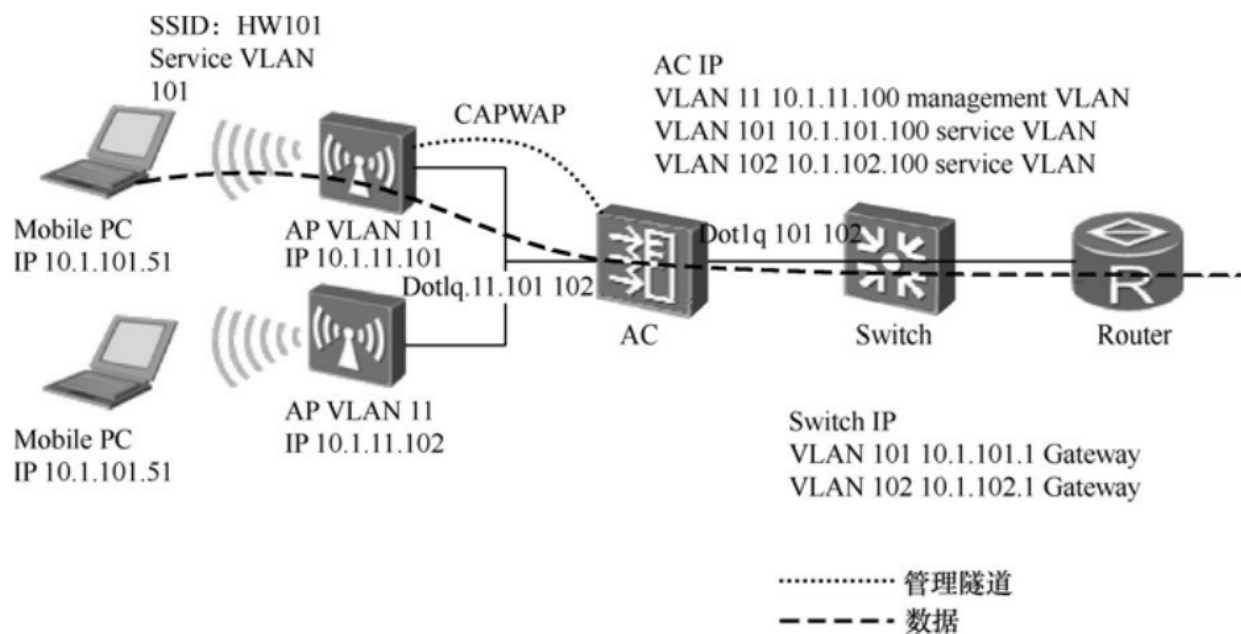 SSID：HW101
Service VLAN
101
CAPWAP
AC IP
VLAN 11 10.1.11.100 management VLAN
VLAN 101 10.1.101.100 service VLAN
VLAN 102 10.1.102.100 service VLAN
Mobile PC
IP 10.1.101.51
AP VLAN 11
IP 10.1.11.101
Dot1q 101 102
Dotlq.11.101 102
AC
Switch
Router
R
Mobile PC
IP 10.1.101.51
AP VLAN 11
IP 10.1.11.102
Switch IP
VLAN 101 10.1.101.1 Gateway
VLAN 102 10.1.102.1 Gateway
管理隧道
数据